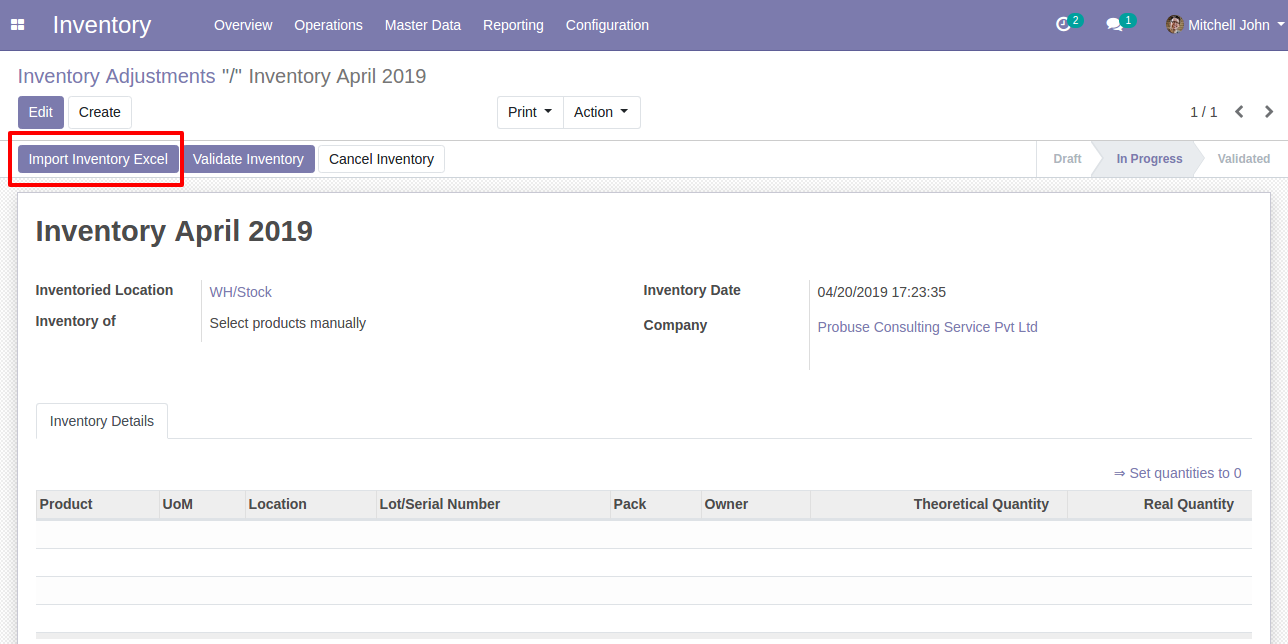 Inventory Overview Operations Master Data Reporting Configuration 2 1 Mitchell John
Inventory Adjustments "/" Inventory April 2019
Edit Create Print Action 1 / 1
Import Inventory Excel Validate Inventory Cancel Inventory Draft In Progress Validated
Inventory April 2019
Inventoried Location WH/Stock Inventory Date 04/20/2019 17:23:35
Inventory of Select products manually Company Probuse Consulting Service Pvt Ltd
Inventory Details
⇒ Set quantities to 0
Product UoM Location Lot/Serial Number Pack Owner Theoretical Quantity Real Quantity